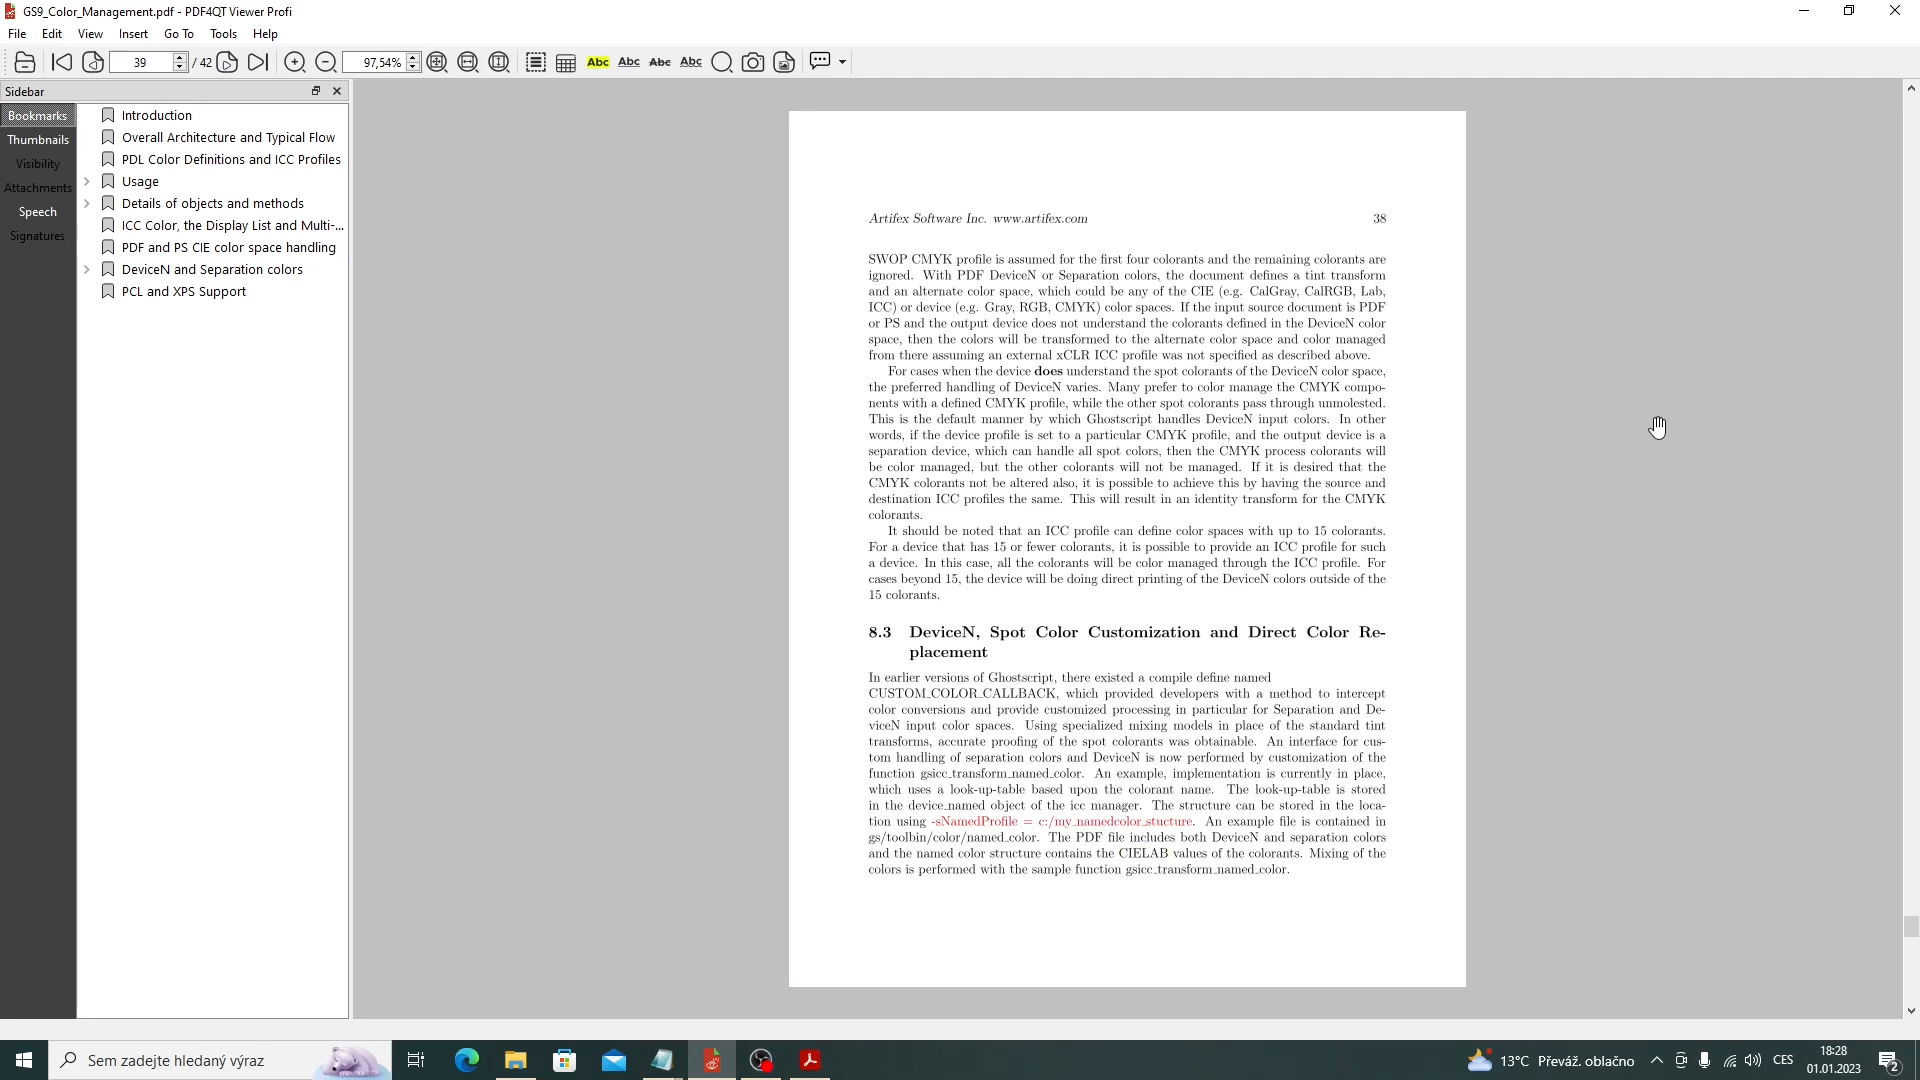 GS9_Color_Management.pdf - PDF4QT Viewer Profi
File Edit View Insert Go To Tools Help
39 / 42 97,54% Abc Abc Abc Abc
Sidebar
Bookmarks
Thumbnails
Visibility
Attachments
Speech
Signatures
Introduction
Overall Architecture and Typical Flow
PDL Color Definitions and ICC Profiles
Usage
Details of objects and methods
ICC Color, the Display List and Multi-...
PDF and PS CIE color space handling
DeviceN and Separation colors
PCL and XPS Support
Artifex Software Inc. www.artifex.com 38
SWOP CMYK profile is assumed for the first four colorants and the remaining colorants are
ignored. With PDF DeviceN or Separation colors, the document defines a tint transform
and an alternate color space, which could be any of the CIE (e.g. CalGray, CalRGB, Lab,
ICC) or device (e.g. Gray, RGB, CMYK) color spaces. If the input source document is PDF
or PS and the output device does not understand the colorants defined in the DeviceN color
space, then the colors will be transformed to the alternate color space and color managed
from there assuming an external xCLR ICC profile was not specified as described above.
For cases when the device does understand the spot colorants of the DeviceN color space,
the preferred handling of DeviceN varies. Many prefer to color manage the CMYK compo-
nents with a defined CMYK profile, while the other spot colorants pass through unmolested.
This is the default manner by which Ghostscript handles DeviceN input colors. In other
words, if the device profile is set to a particular CMYK profile, and the output device is a
separation device, which can handle all spot colors, then the CMYK process colorants will
be color managed, but the other colorants will not be managed. If it is desired that the
CMYK colorants not be altered also, it is possible to achieve this by having the source and
destination ICC profiles the same. This will result in an identity transform for the CMYK
colorants.
It should be noted that an ICC profile can define color spaces with up to 15 colorants.
For a device that has 15 or fewer colorants, it is possible to provide an ICC profile for such
a device. In this case, all the colorants will be color managed through the ICC profile. For
cases beyond 15, the device will be doing direct printing of the DeviceN colors outside of the
15 colorants.
8.3 DeviceN, Spot Color Customization and Direct Color Re-
placement
In earlier versions of Ghostscript, there existed a compile define named
CUSTOM_COLOR_CALLBACK, which provided developers with a method to intercept
color conversions and provide customized processing in particular for Separation and De-
viceN input color spaces. Using specialized mixing models in place of the standard tint
transforms, accurate proofing of the spot colorants was obtainable. An interface for cus-
tom handling of separation colors and DeviceN is now performed by customization of the
function gsicc_transform_named_color. An example, implementation is currently in place,
which uses a look-up-table based upon the colorant name. The look-up-table is stored
in the device_named object of the icc manager. The structure can be stored in the loca-
tion using -sNamedProfile = c:/my_namedcolor_stucture. An example file is contained in
gs/toolbin/color/named_color. The PDF file includes both DeviceN and separation colors
and the named color structure contains the CIELAB values of the colorants. Mixing of the
colors is performed with the sample function gsicc_transform_named_color.
Sem zadejte hledaný výraz
13°C Převáž. oblačno CES
18:28
01.01.2023
2